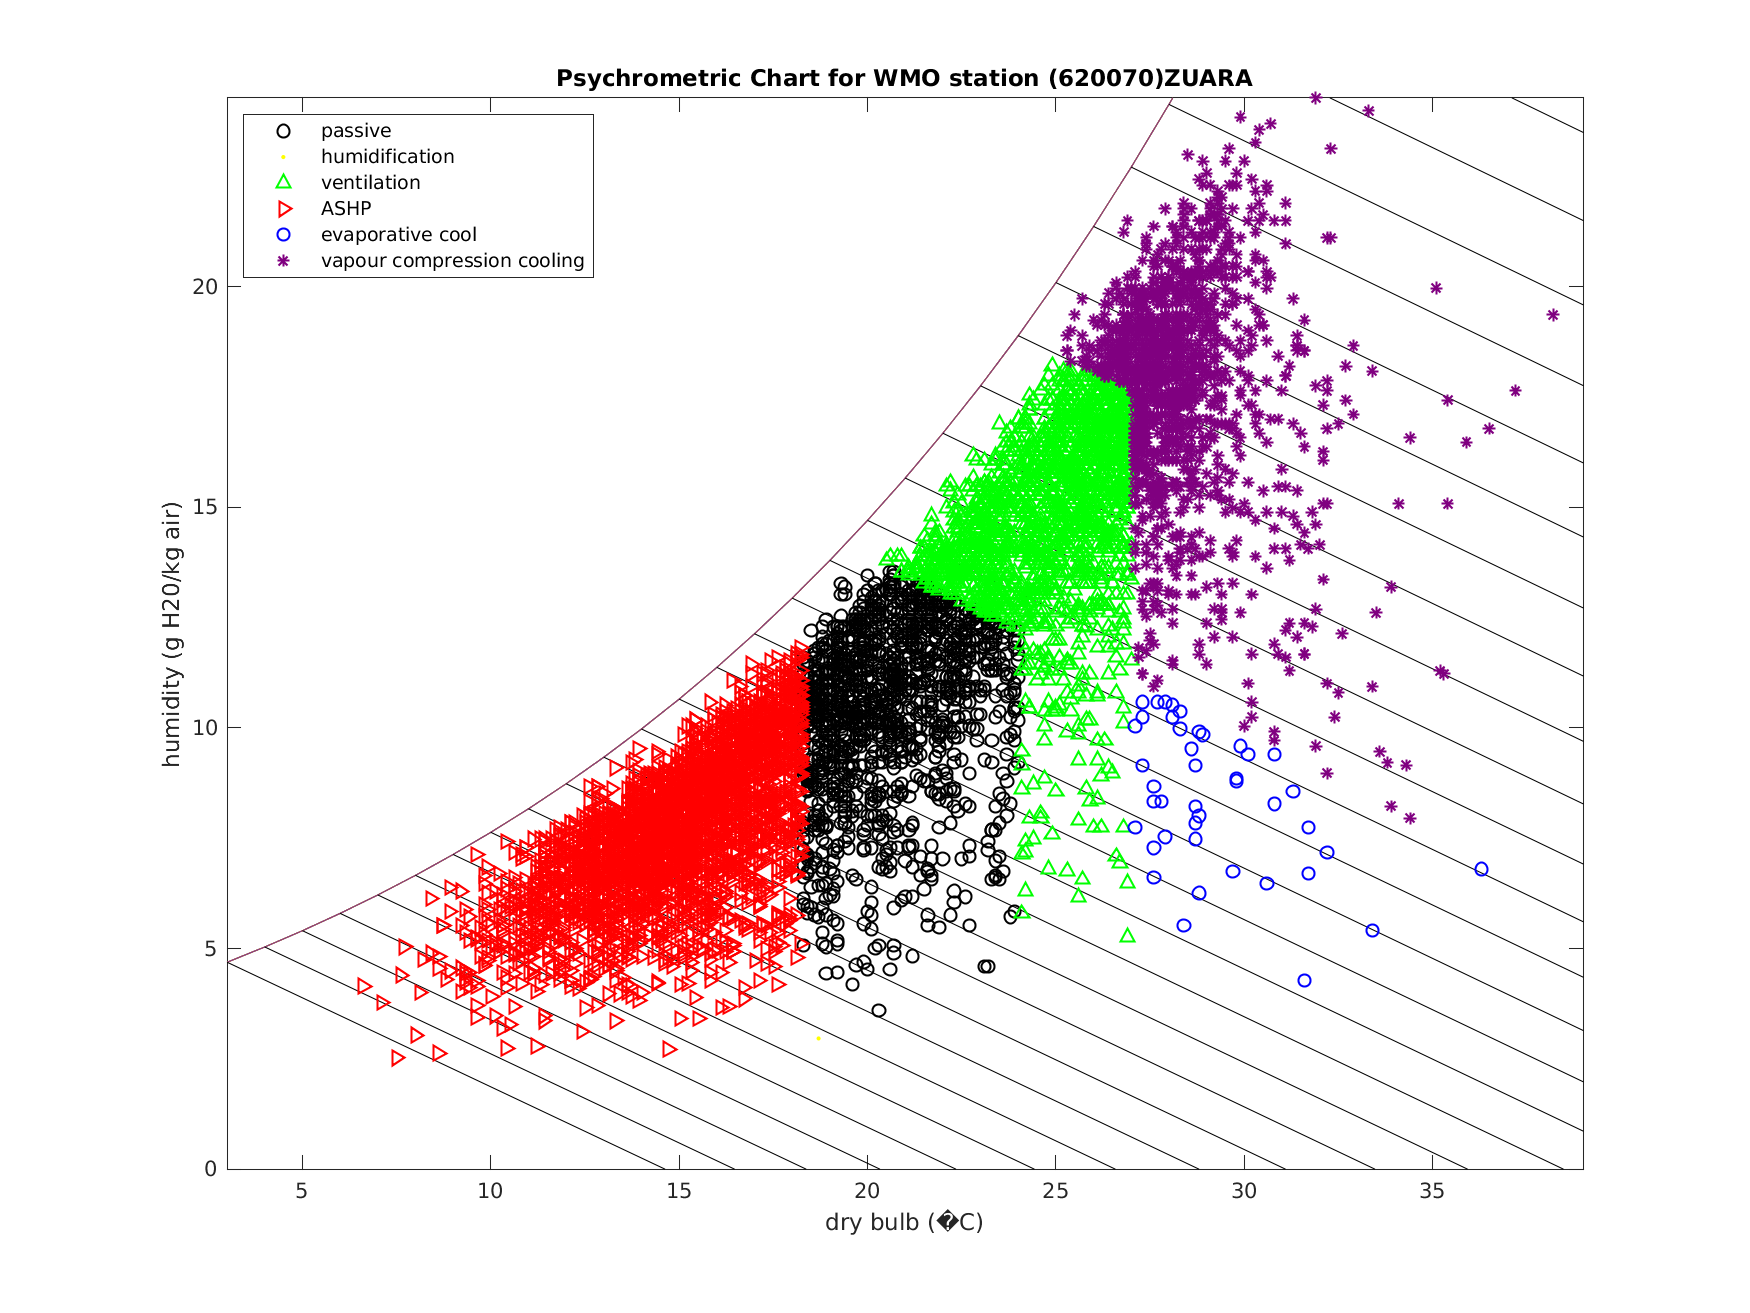 Psychrometric Chart for WMO station (620070)ZUARA
passive
humidification
ventilation
ASHP
evaporative cool
vapour compression cooling
humidity (g H20/kg air)
20
15
10
5
0
5 10 15 20 25 30 35
dry bulb (�C)